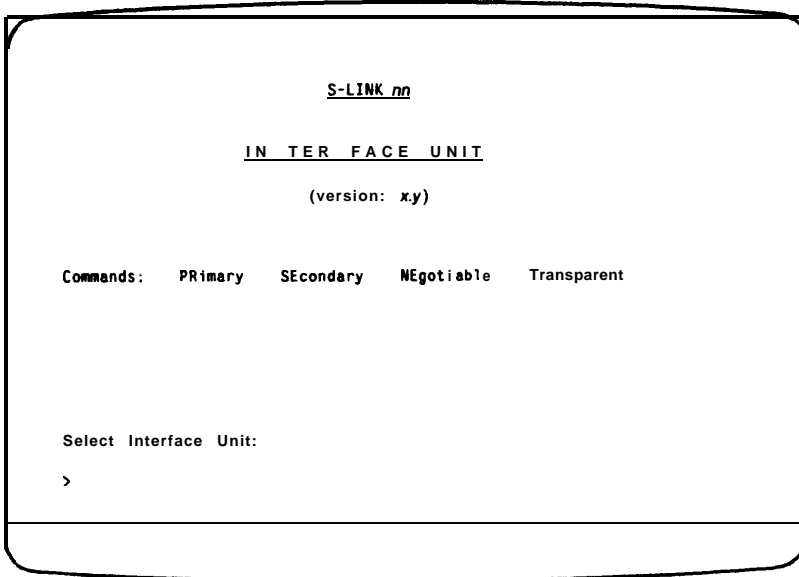 S-LINK nn
IN TER FACE UNIT
(version: x.y)
Commands: PRimary SEcondary NEgotiable Transparent
Select Interface Unit:
>